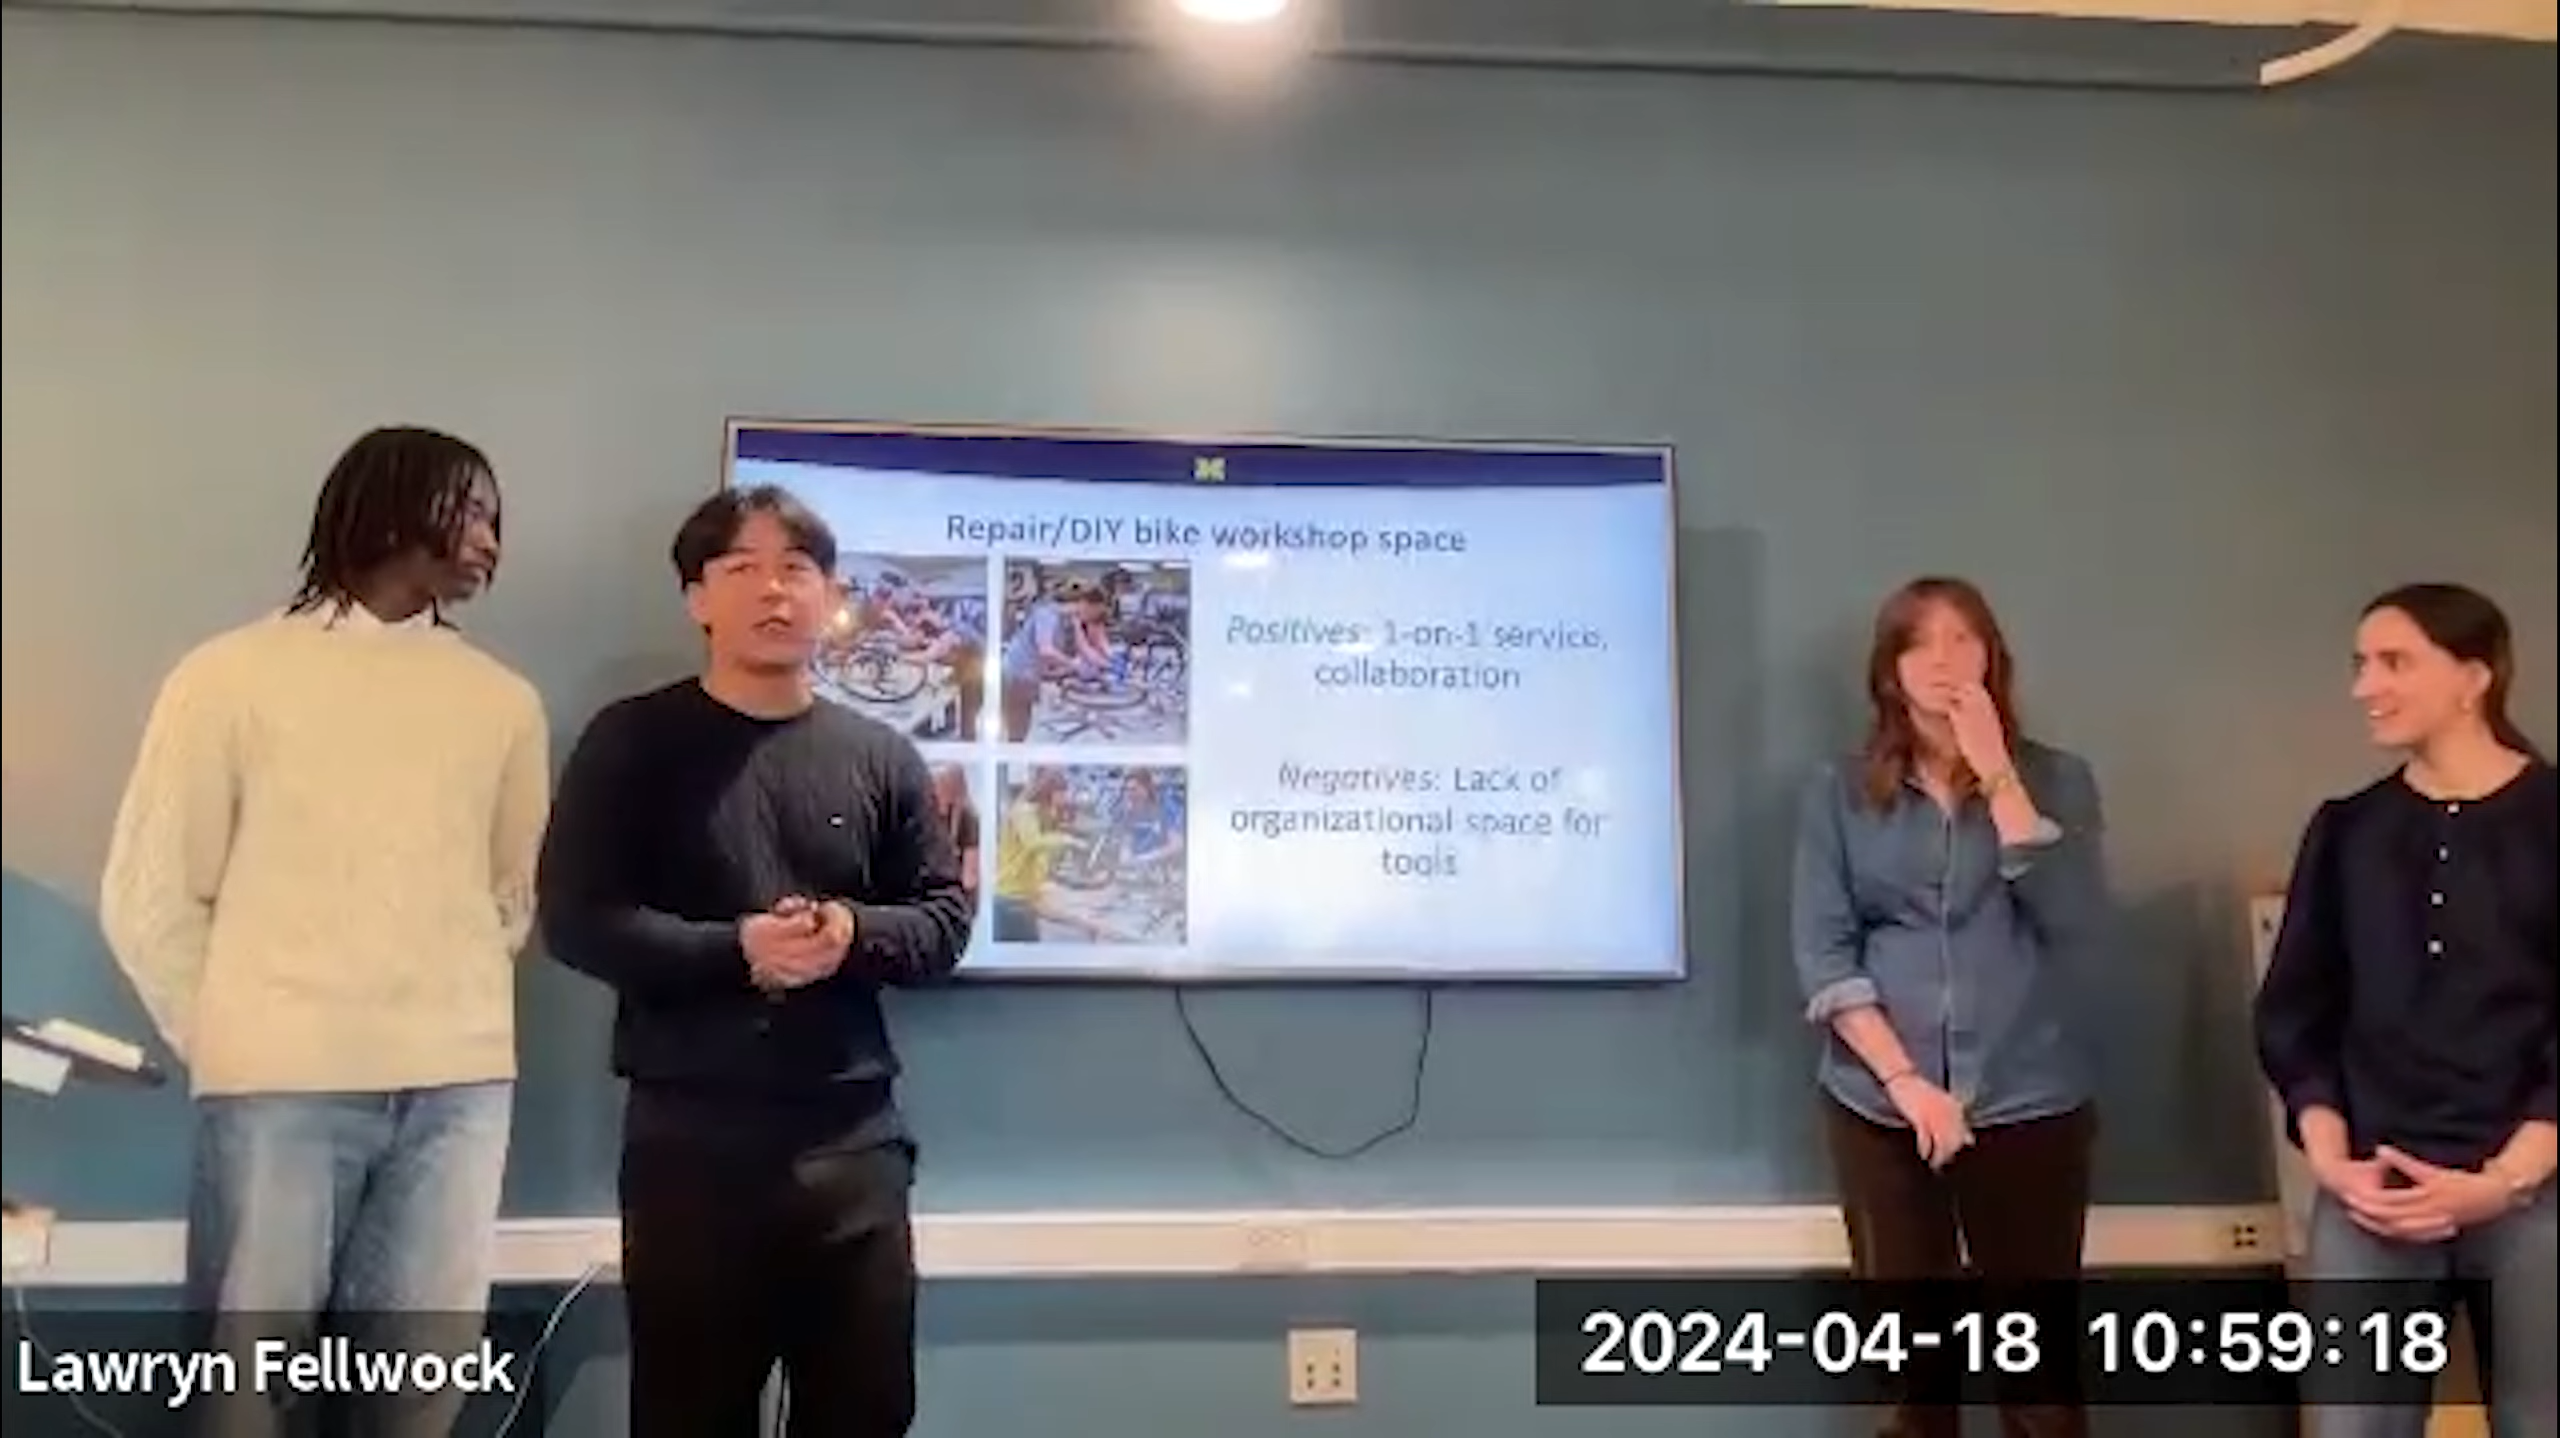 Repair/DIY bike workshop space
Positives: 1-on-1 service,
collaboration
Negatives: Lack of
organizational space for
tools
Lawryn Fellwock
2024-04-18 10:59:18